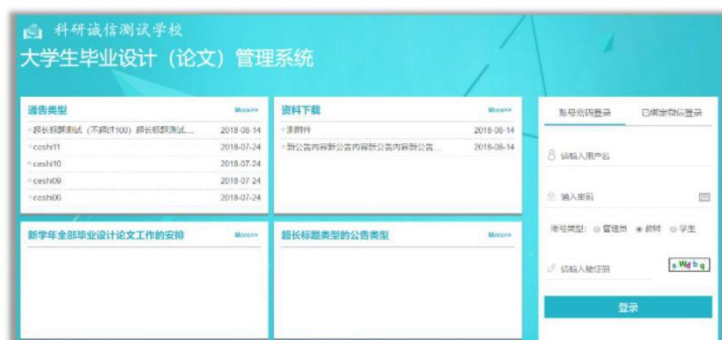 科研诚信测试学校
大学生毕业设计（论文）管理系统
通告类型 More>>
超长标题测试（不超过100）超长标题测试... 2018-08-14
ceshi11 2018-07-24
ceshi10 2018-07-24
ceshi09 2018-07-24
ceshi06 2018-07-24
资料下载 More>>
测附件 2018-08-14
新公告内容新公告内容新公告内容新公告... 2018-08-14
新学年全部毕业设计论文工作的安排 More>>
超长标题类型的公告类型 More>>
账号密码登录 已绑定微信登录
请输入用户名
输入密码
账号类型： 管理员 教师 学生
请输入验证码
登录